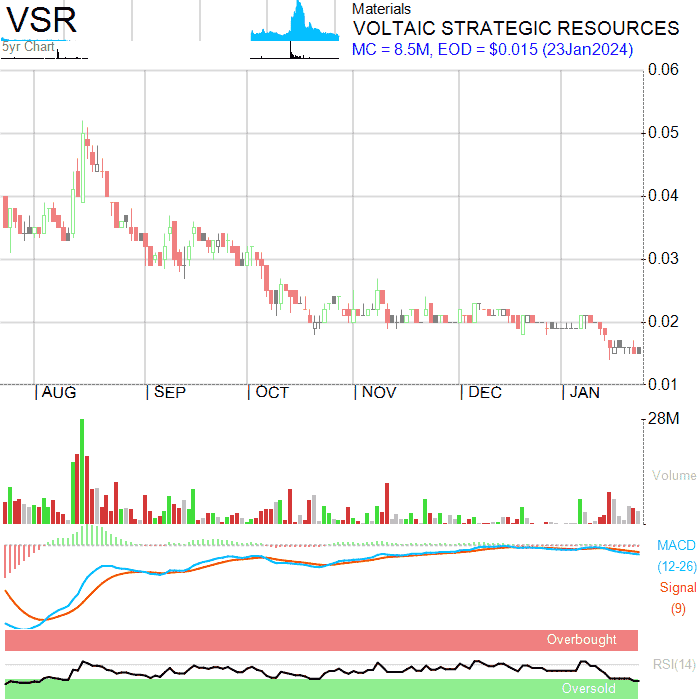 VSR
5yr Chart
Materials
VOLTAIC STRATEGIC RESOURCES
MC = 8.5M, EOD = $0.015 (23Jan2024)
0.06
0.05
0.04
0.03
0.02
0.01
AUG
SEP
OCT
NOV
DEC
JAN
28M
Volume
MACD
(12-26)
Signal
(9)
Overbought
RSI(14)
Oversold